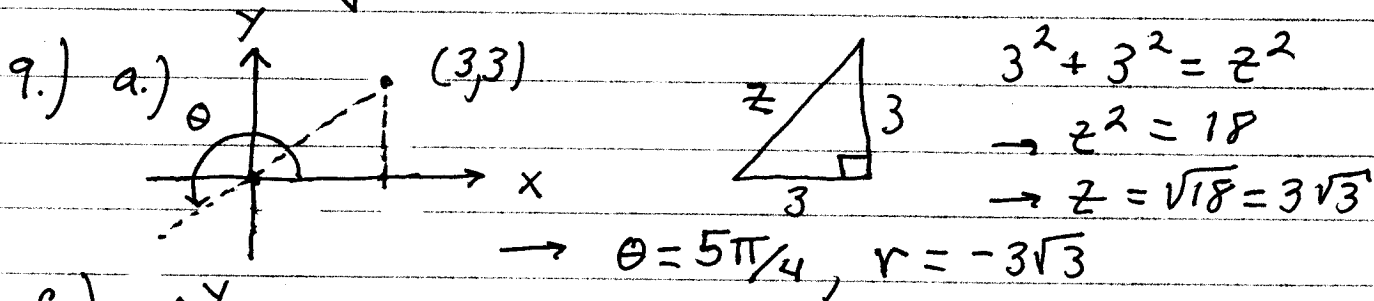 9.) a.)
y
(3,3)
θ
x
z
3
3
3² + 3² = z²
→ z² = 18
→ z = √18 = 3√3
→ θ = 5π/4, r = -3√3
c.) y